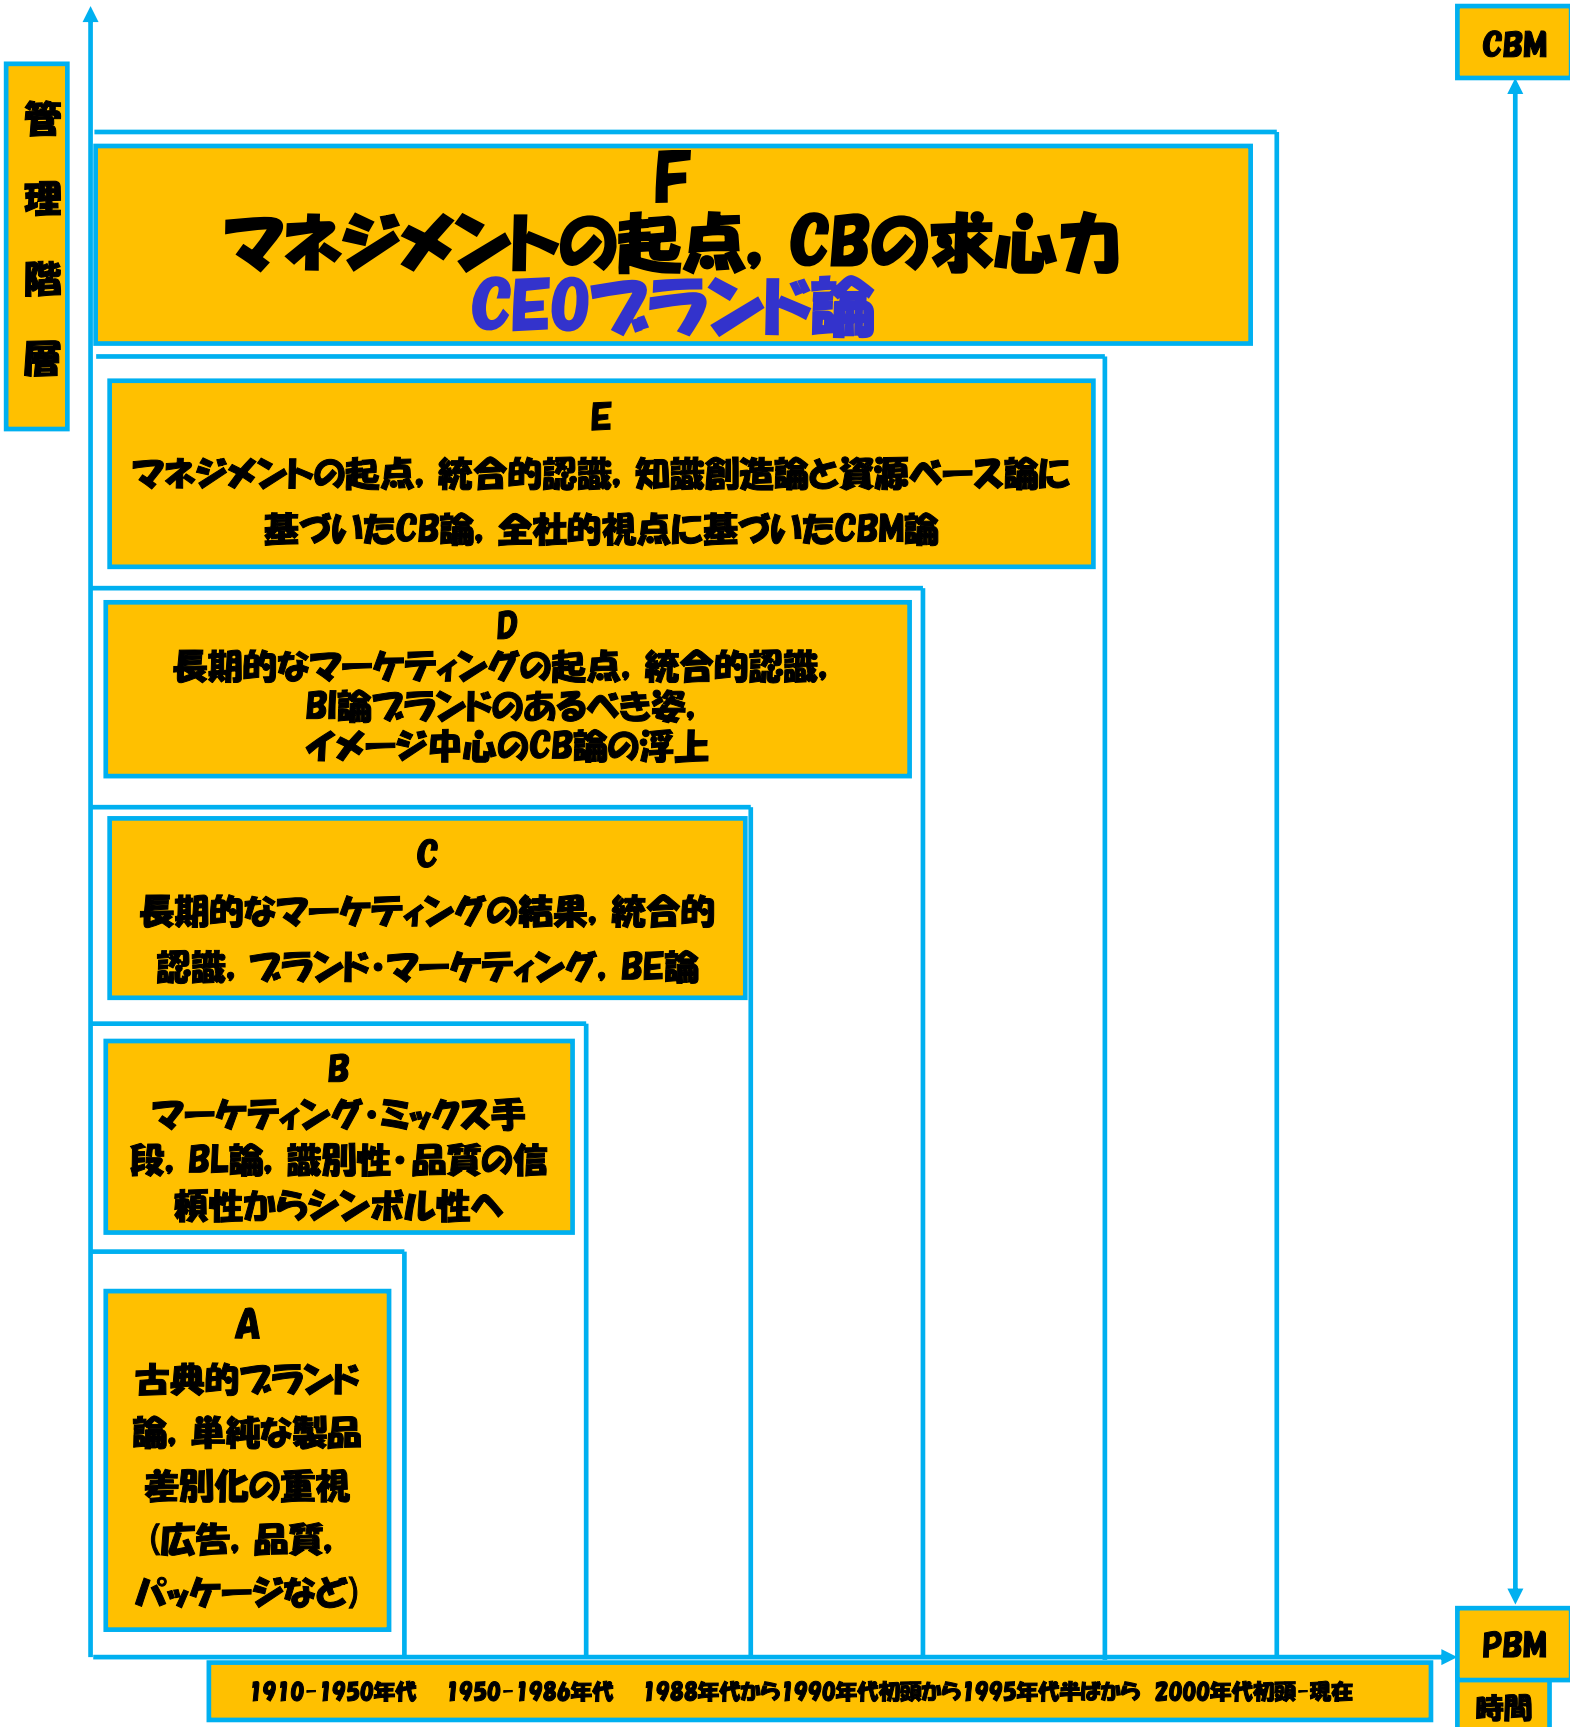 CBM
管
理
階
層
F
マネジメントの起点, CBの求心力
CEOブランド論
E
マネジメントの起点, 統合的認識, 知識創造論と資源ベース論に
基づいたCB論, 全社的視点に基づいたCBM論
D
長期的なマーケティングの起点, 統合的認識,
BI論ブランドのあるべき姿,
イメージ中心のCB論の浮上
C
長期的なマーケティングの結果, 統合的
認識, ブランド・マーケティング, BE論
B
マーケティング・ミックス手
段, BL論, 識別性・品質の信
頼性からシンボル性へ
A
古典的ブランド
論, 単純な製品
差別化の重視
(広告, 品質,
パッケージなど)
PBM
1910-1950年代 1950-1986年代 1988年代から1990年代初頭から1995年代半ばから 2000年代初頭-現在
時間